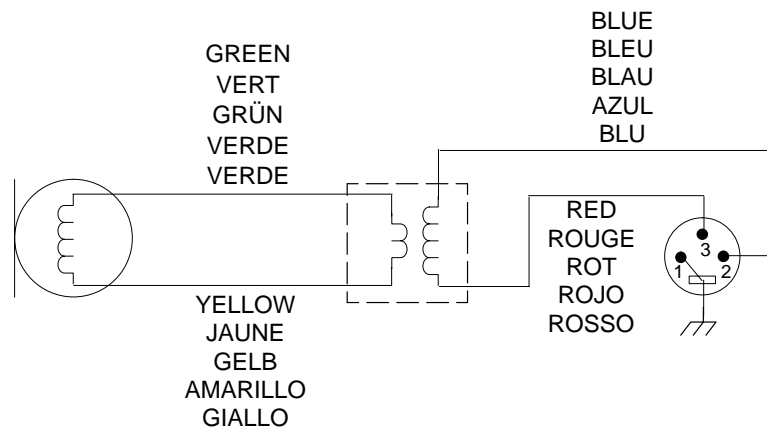 GREEN
VERT
GRÜN
VERDE
VERDE
BLUE
BLEU
BLAU
AZUL
BLU
RED
ROUGE
ROT
ROJO
ROSSO
YELLOW
JAUNE
GELB
AMARILLO
GIALLO
3
1 2